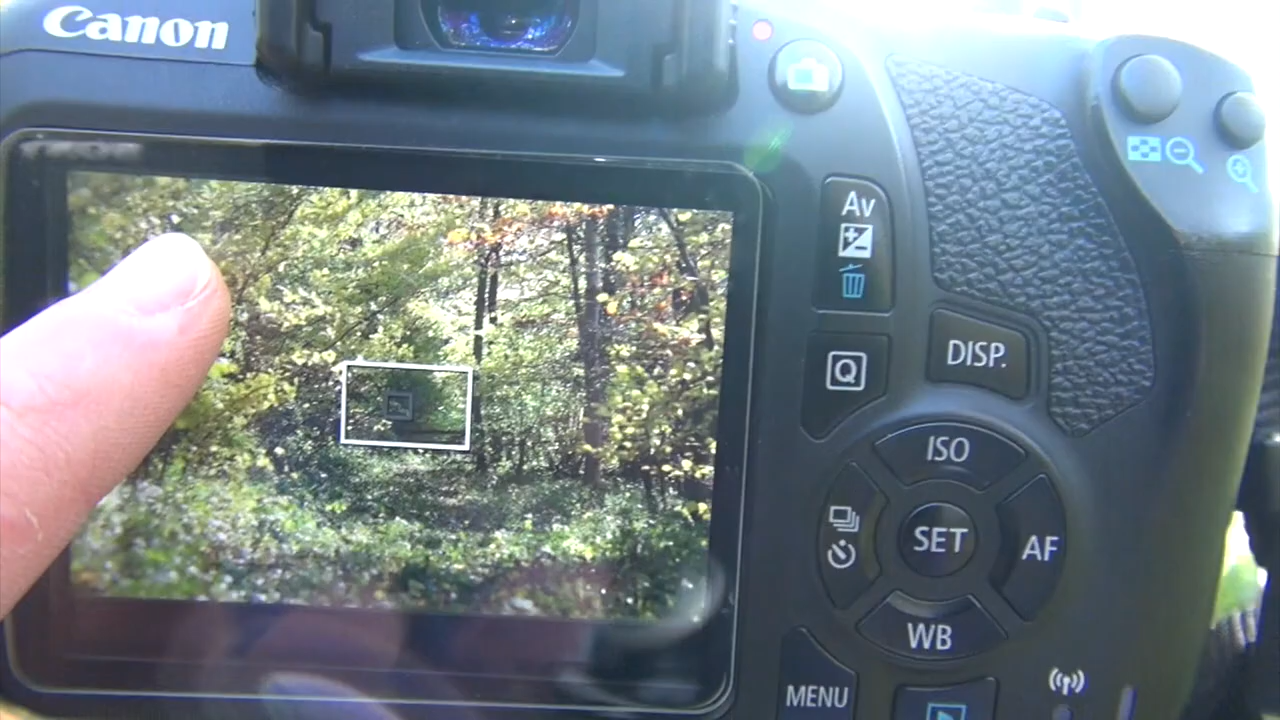 Canon
Av
Q
DISP.
ISO
SET
AF
WB
MENU